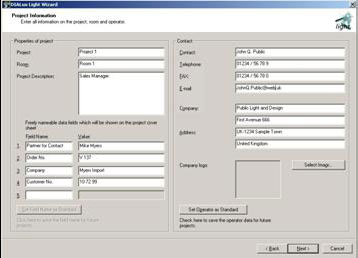 DIALux Light Wizard
Project Information
Enter all information on the project, room and operator.
light
Properties of project
Project
Project 1
Room:
Room 1
Project Description:
Sales Manager
Freely nameable data fields which will be shown on the project cover
sheet
Field Name
Value
1.
Partner for Contact
Mike Myers
2.
Order No.
V 137
3.
Company
Myers Import
4.
Customer No.
10.72.99
5.
Set Field Name as Standard
Click here to save the field name for future
projects.
Contact
Contact:
John Q. Public
Telephone:
01234 / 56 78 9
FAX:
01234 / 56 78 0
E-mail
Company:
Public Light and Design
First Avenue 666
Address
UK-1234 Sample Town
United Kingdom
Company logo:
Select Image...
Set Operator as Standard
Check here to save the operator data for future
projects.
< Back
Next >
Cancel